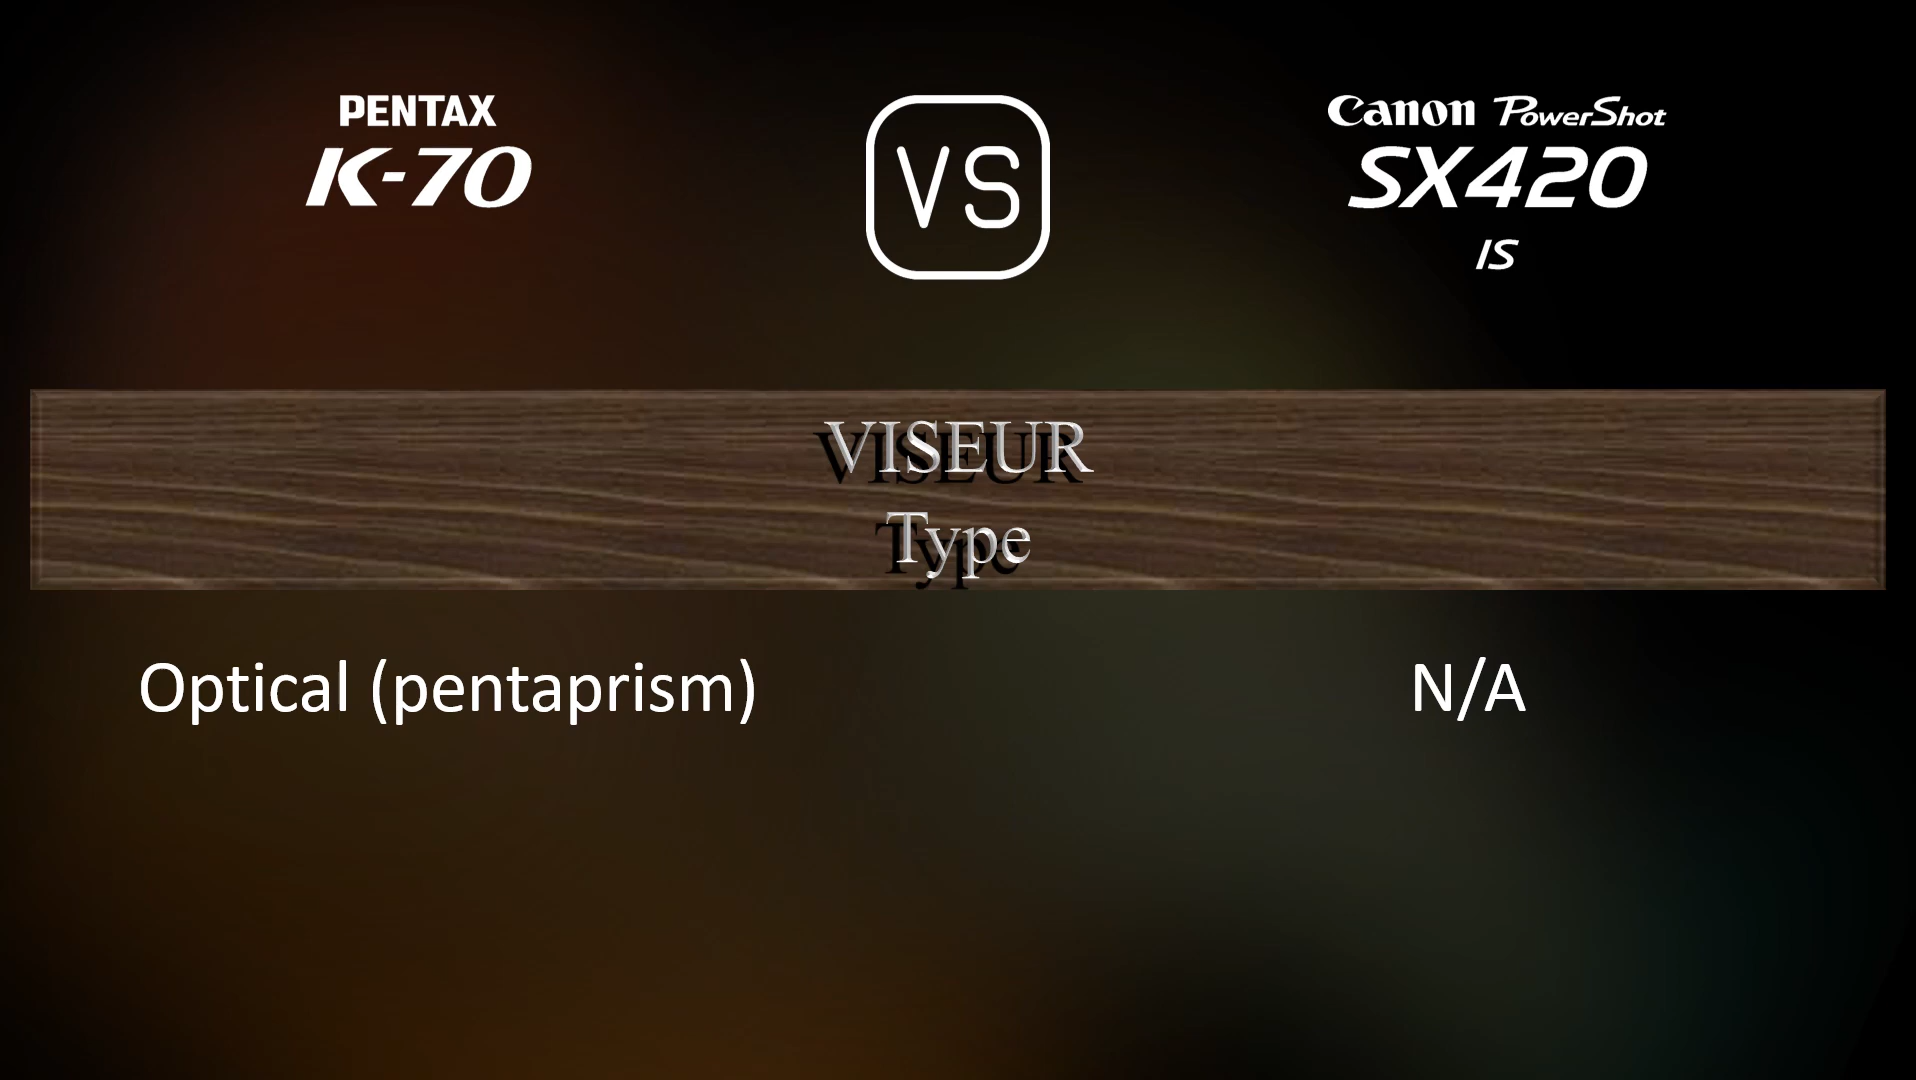 PENTAX
K-70
VS
Canon PowerShot
SX420
IS
VISEUR
Type
Optical (pentaprism)
N/A